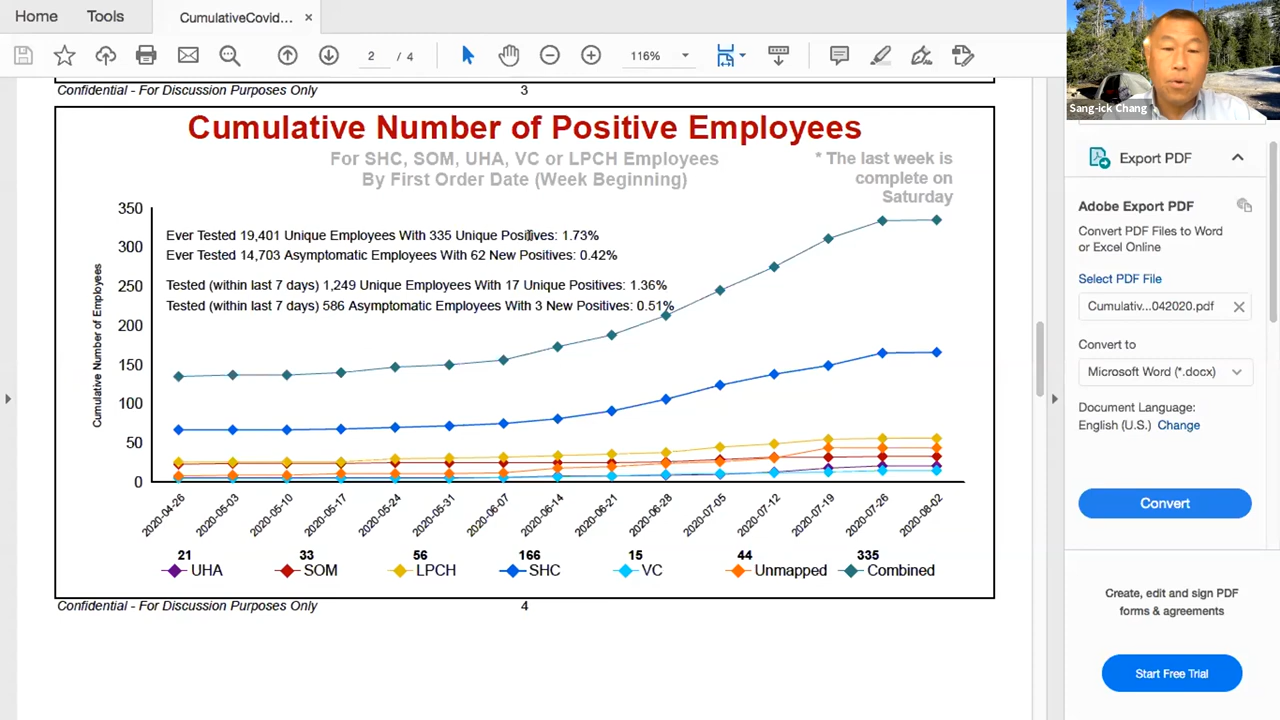 Home Tools CumulativeCovid... ×
2 / 4 116%
Sang-ick Chang
Confidential - For Discussion Purposes Only 3
Cumulative Number of Positive Employees
For SHC, SOM, UHA, VC or LPCH Employees
By First Order Date (Week Beginning)
* The last week is
complete on
Saturday
350
300
250
200
150
100
50
0
Cumulative Number of Employees
Ever Tested 19,401 Unique Employees With 335 Unique Positives: 1.73%
Ever Tested 14,703 Asymptomatic Employees With 62 New Positives: 0.42%
Tested (within last 7 days) 1,249 Unique Employees With 17 Unique Positives: 1.36%
Tested (within last 7 days) 586 Asymptomatic Employees With 3 New Positives: 0.51%
2020-04-26 2020-05-03 2020-05-10 2020-05-17 2020-05-24 2020-05-31 2020-06-07 2020-06-14 2020-06-21 2020-06-28 2020-07-05 2020-07-12 2020-07-19 2020-07-26 2020-08-02
21 33 56 166 15 44 335
UHA SOM LPCH SHC VC Unmapped Combined
Confidential - For Discussion Purposes Only 4
Export PDF
Adobe Export PDF
Convert PDF Files to Word
or Excel Online
Select PDF File
Cumulativ...042020.pdf
Convert to
Microsoft Word (*.docx)
Document Language:
English (U.S.) Change
Convert
Create, edit and sign PDF
forms & agreements
Start Free Trial